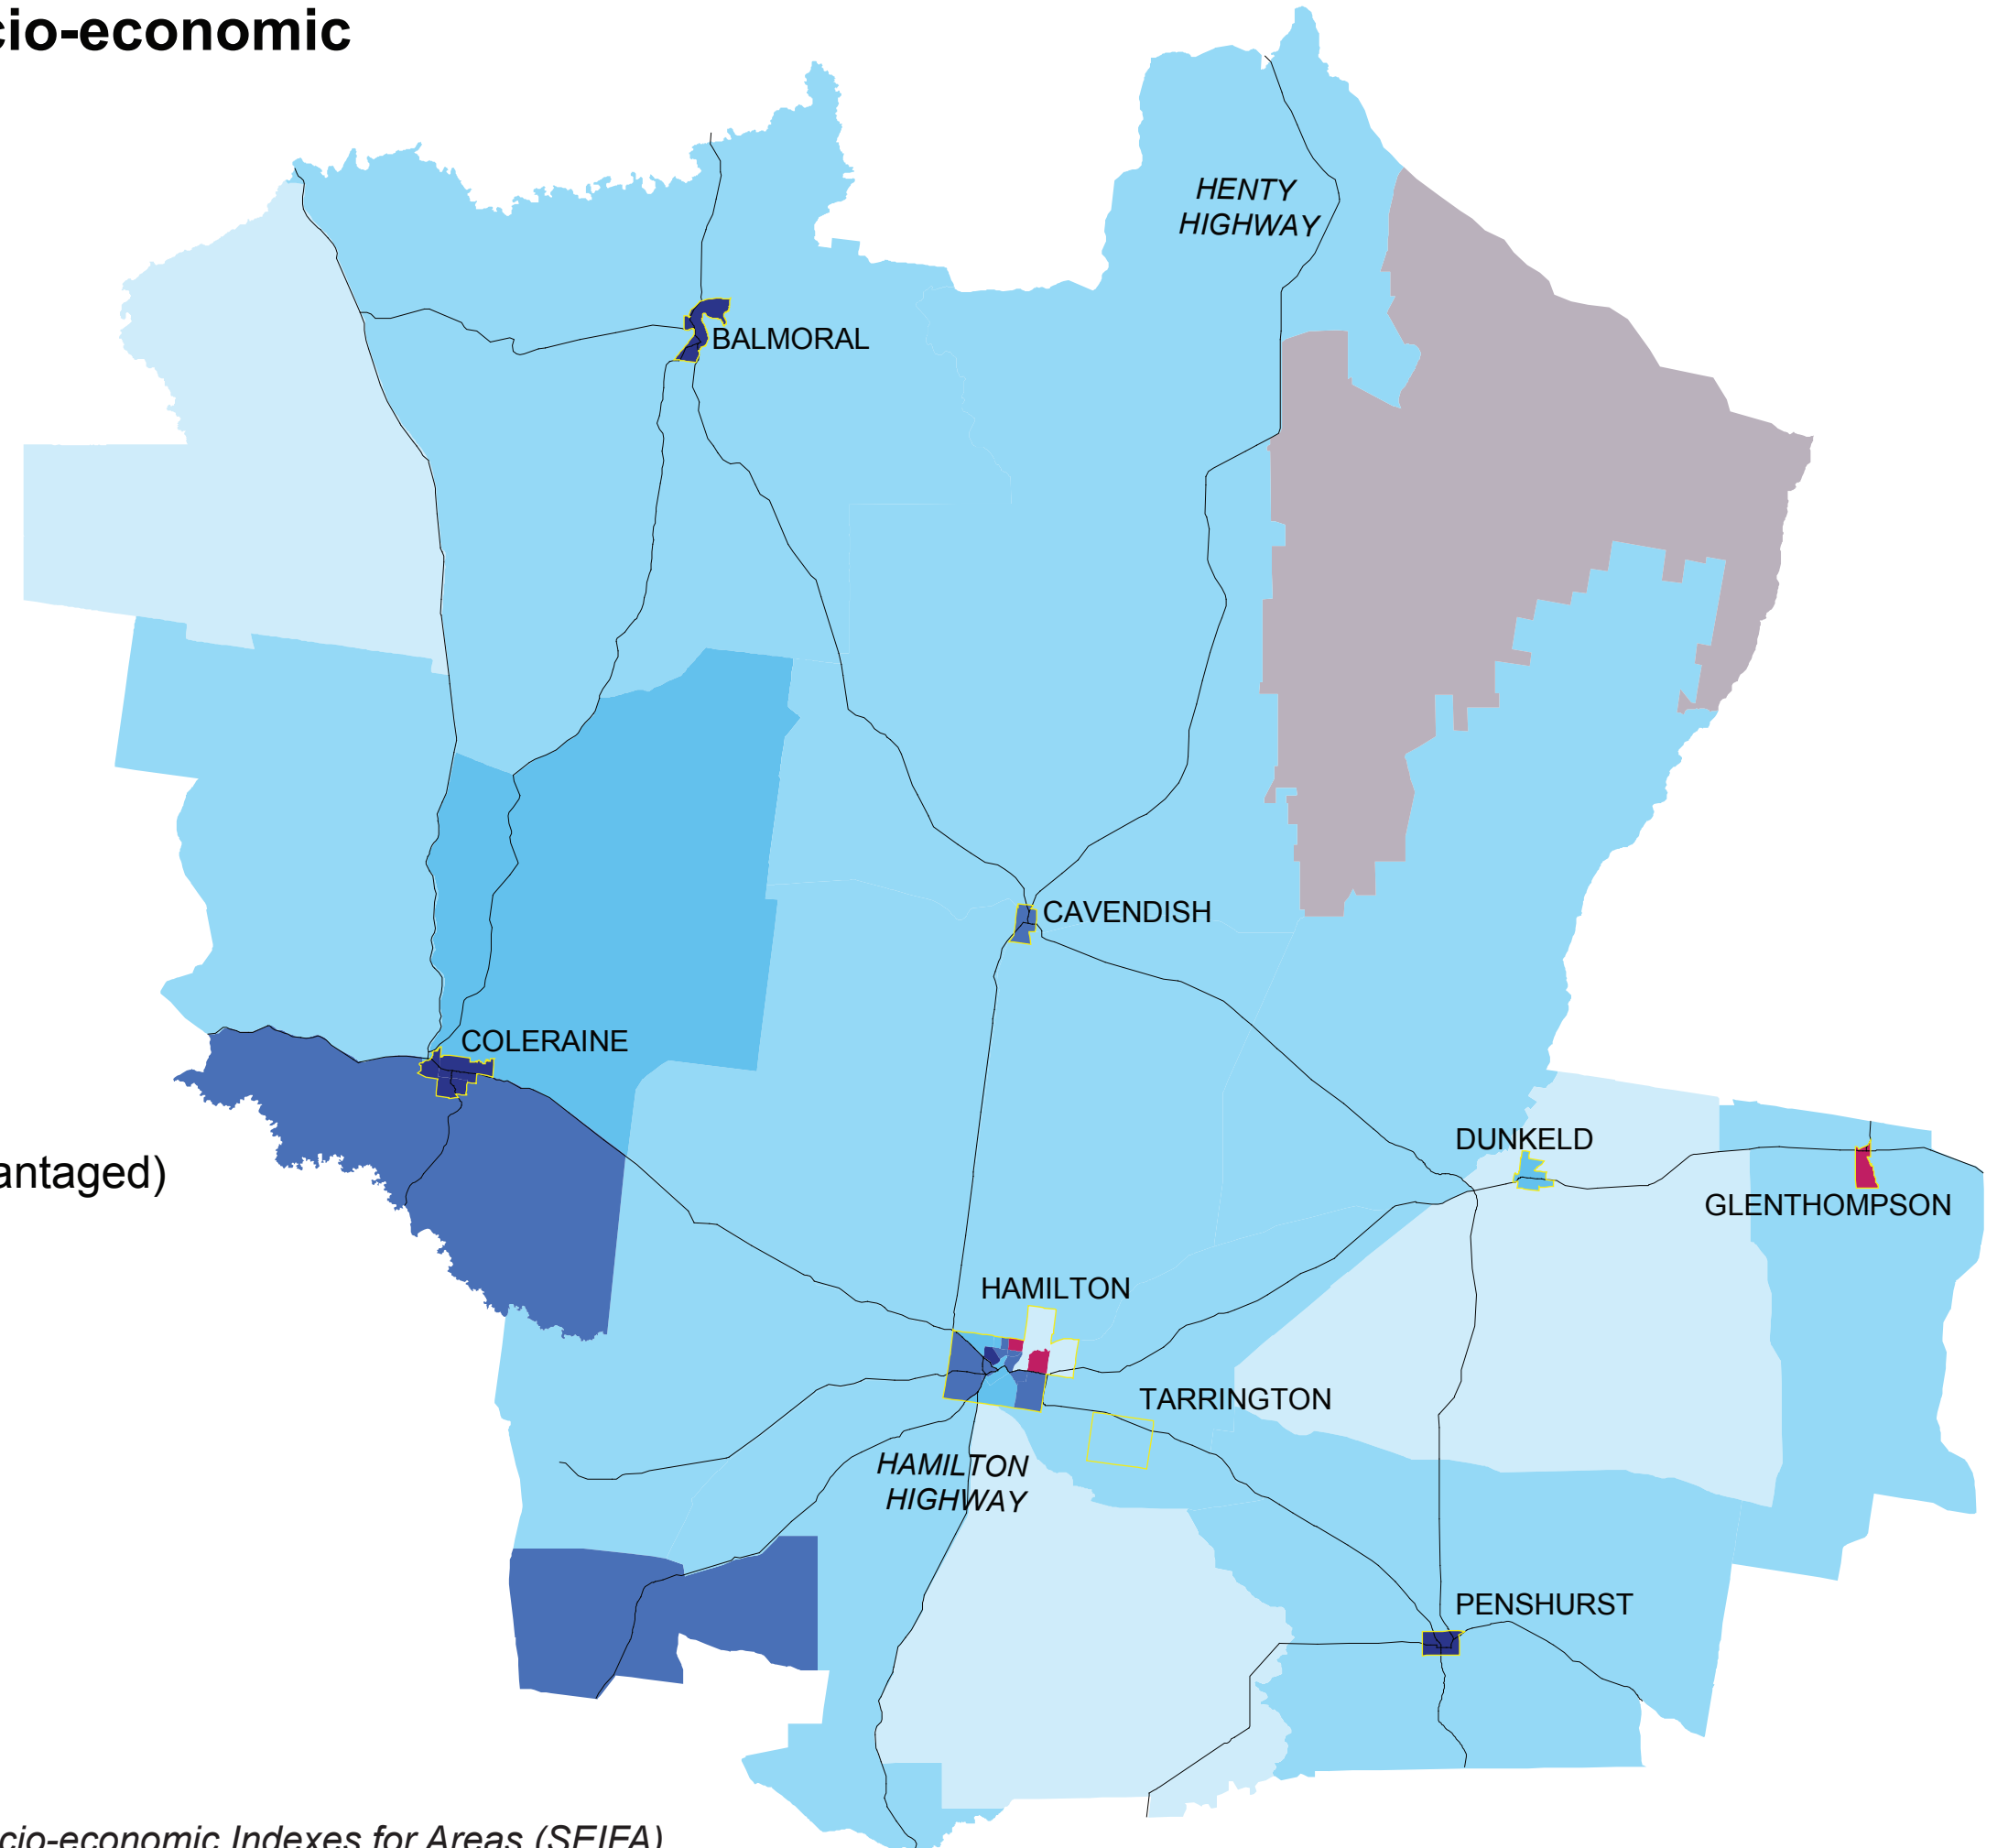 cio-economic
HENTY
HIGHWAY
BALMORAL
CAVENDISH
COLERAINE
DUNKELD
antaged)
GLENTHOMPSON
HAMILTON
TARRINGTON
HAMILTON
HIGHWAY
PENSHURST
cio-economic Indexes for Areas (SEIFA)